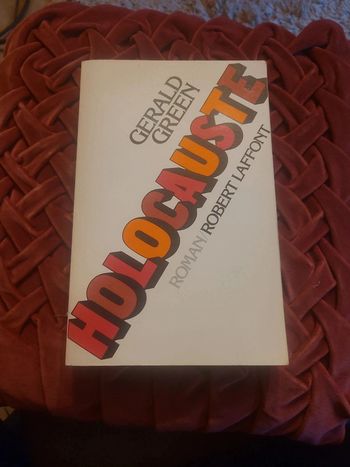 GERALD
GREEN
HOLOCAUSTE
ROMAN ROBERT LAFFONT